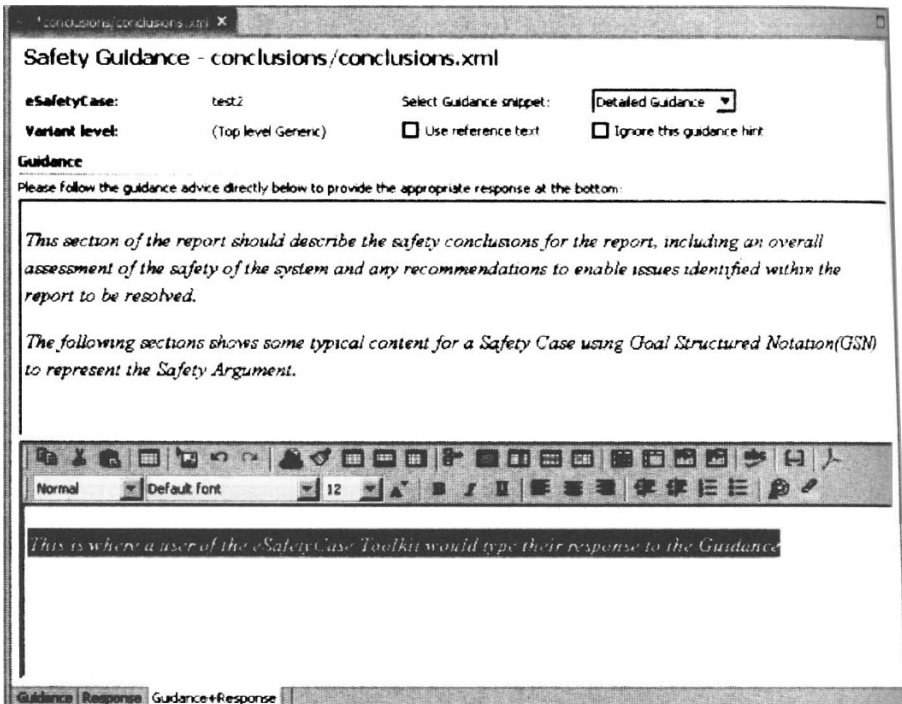 *conclusions/conclusions.xml X
Safety Guidance - conclusions/conclusions.xml
eSafetyCase: test2 Select Guidance snippet: Detailed Guidance
Variant level: (Top level Generic) Use reference text Ignore this guidance hint
Guidance
Please follow the guidance advice directly below to provide the appropriate response at the bottom:
This section of the report should describe the safety conclusions for the report, including an overall
assessment of the safety of the system and any recommendations to enable issues identified within the
report to be resolved.
The following sections shows some typical content for a Safety Case using Goal Structured Notation(GSN)
to represent the Safety Argument.
abc
Normal Default font 12 A B I U
This is where a user of the eSafetyCase Toolkit would type their response to the Guidance
Guidance Response Guidance+Response